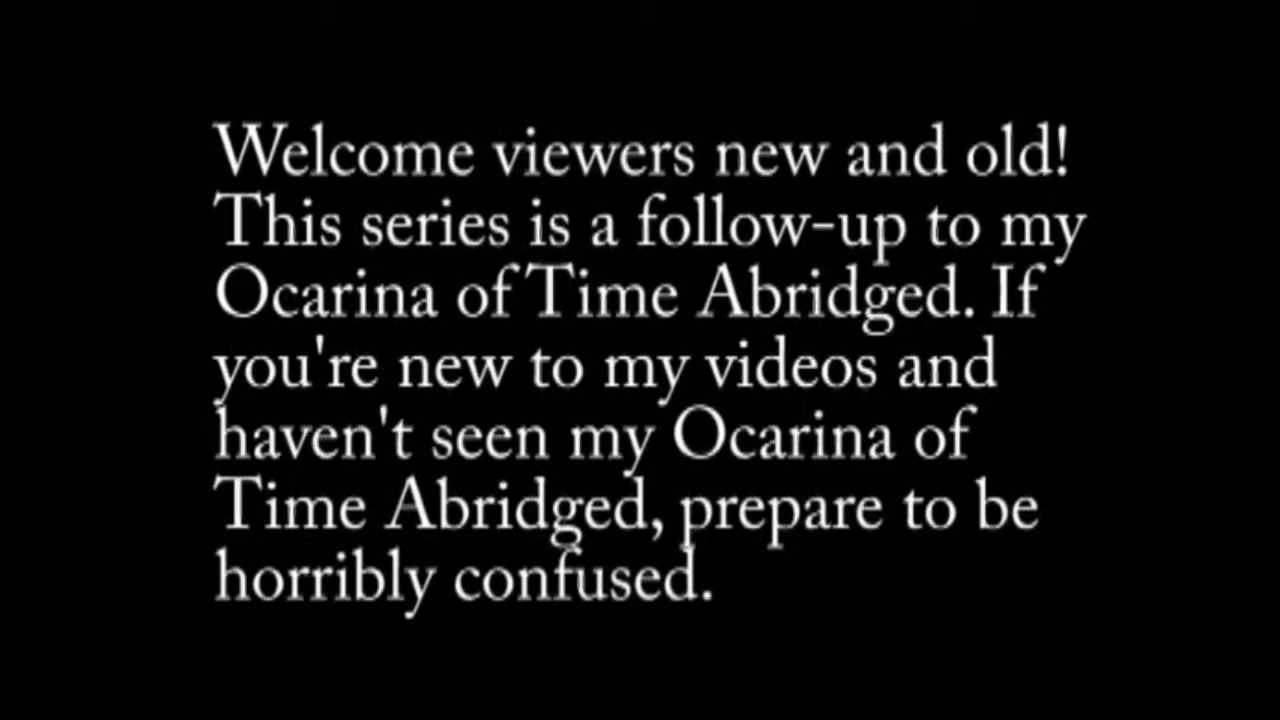 Welcome viewers new and old!
This series is a follow-up to my
Ocarina of Time Abridged. If
you're new to my videos and
haven't seen my Ocarina of
Time Abridged, prepare to be
horribly confused.